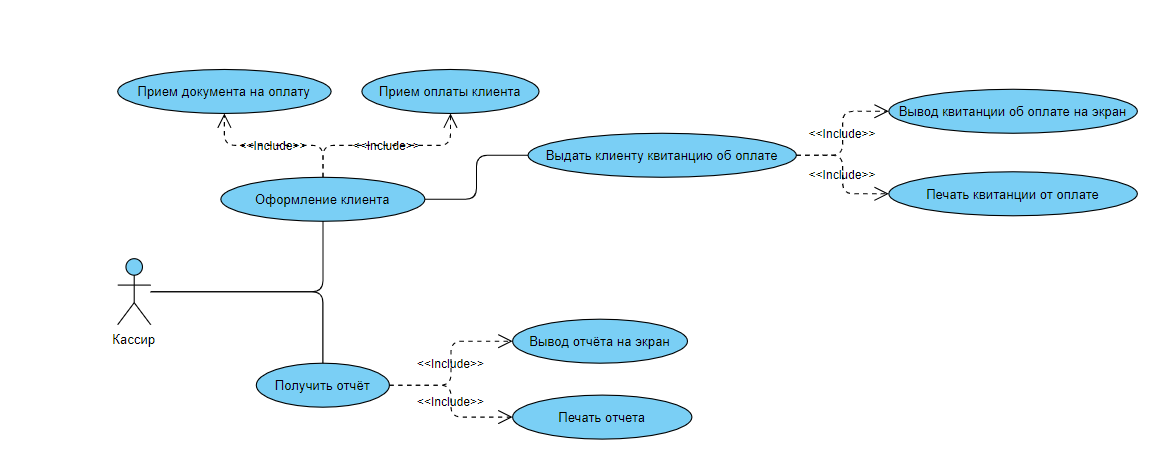 Прием документа на оплату
Прием оплаты клиента
<<Include>>
<<Include>>
Оформление клиента
Выдать клиенту квитанцию об оплате
<<Include>>
<<Include>>
Вывод квитанции об оплате на экран
Печать квитанции от оплате
Кассир
Получить отчёт
<<Include>>
<<Include>>
Вывод отчёта на экран
Печать отчета